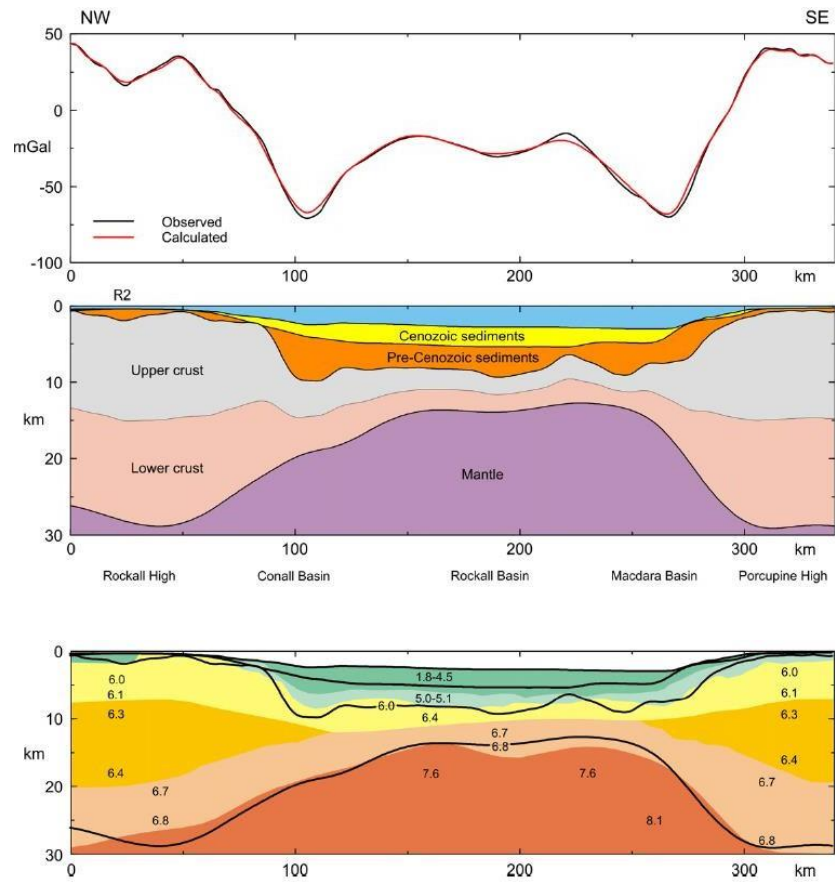 NW SE
50
0
mGal
-50
Observed
Calculated
-100
0 100 200 300 km
R2
0
Cenozoic sediments
Pre-Cenozoic sediments
10
Upper crust
km
20
Lower crust
Mantle
30
0 100 200 300 km
Rockall High Conall Basin Rockall Basin Macdara Basin Porcupine High
0
1.8-4.5
6.0 6.0
5.0-5.1
6.1 6.1
6.0
10
6.3 6.4 6.3
6.7
km
6.8
6.4
6.4
20
7.6 7.6
6.7 6.7
6.8 8.1
6.8
30
0 100 200 300